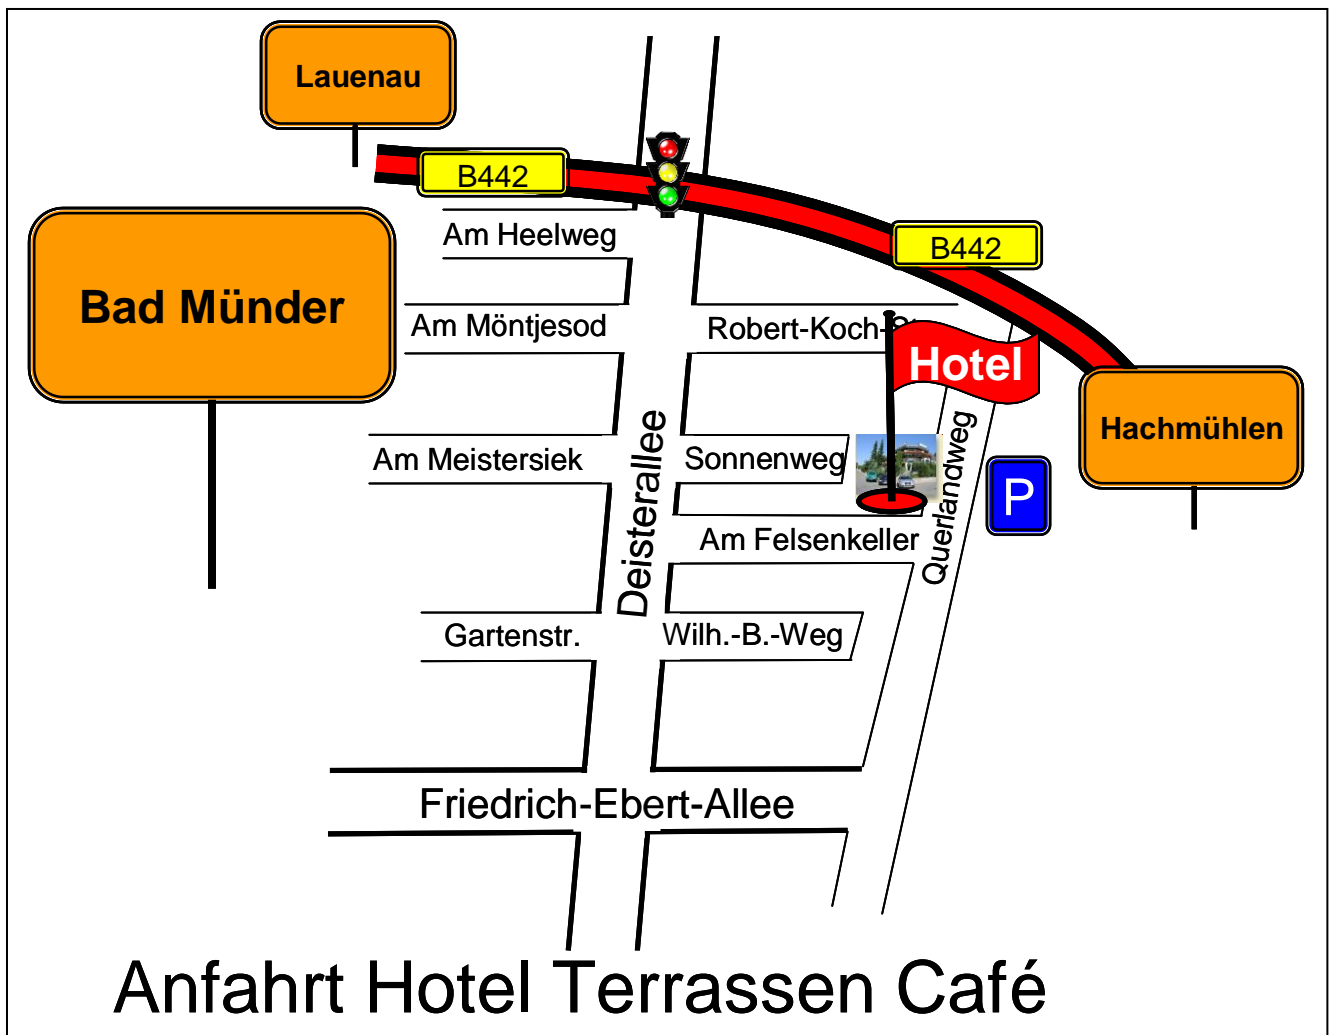 Lauenau
B442
B442
Am Heelweg
Bad Münder
Am Möntjesod
Robert-Koch-
Hotel
Am Meistersiek
Sonnenweg
Hachmühlen
Deisterallee
Querlandweg
P
Am Felsenkeller
Gartenstr.
Wilh.-B.-Weg
Friedrich-Ebert-Allee
Anfahrt Hotel Terrassen Café